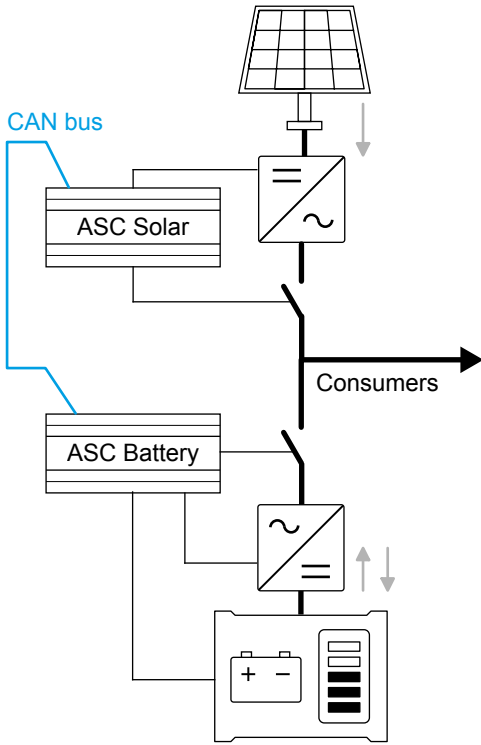 CAN bus
ASC Solar
Consumers
ASC Battery
+ −